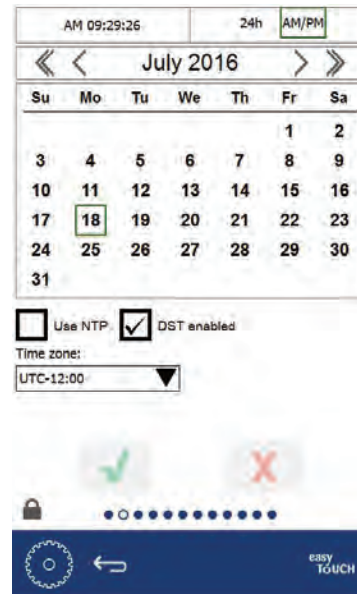 AM 09:29:26 24h AM/PM
July 2016
Su Mo Tu We Th Fr Sa
1 2
3 4 5 6 7 8 9
10 11 12 13 14 15 16
17 18 19 20 21 22 23
24 25 26 27 28 29 30
31
Use NTP DST enabled
Time zone:
UTC-12:00
easy
TOUCH